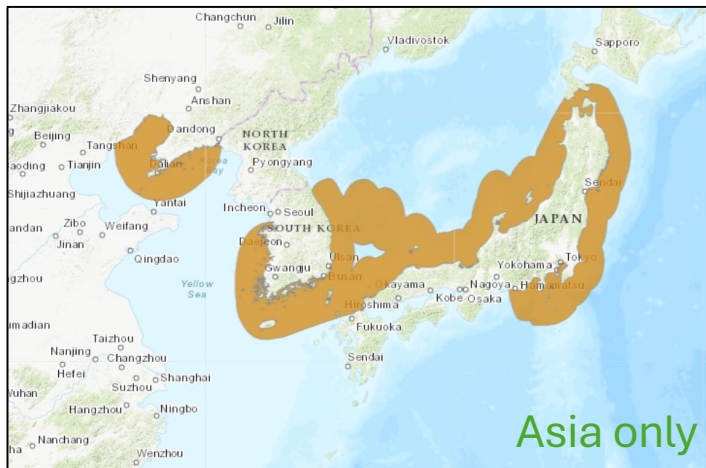 Changchun
Jilin
Vladivostok
Sapporo
Shenyang
Anshan
Zhangjiakou
Dandong
NORTH
KOREA
Beijing
Tangshan
Korea
Bay
Pyongyang
Tianjin
Dalian
Shijiazhuang
Yantai
Incheon
Seoul
Sendai
SOUTH KOREA
JAPAN
Zibo
Weifang
Daejeon
Jinan
Ulsan
Tokyo
Qingdao
Gwangju
Busan
Yokohama
Yellow
Sea
Okayama
Nagoya
Hamamatsu
Hiroshima
Kobe
Osaka
Fukuoka
Taizhou
Nanjing
Changzhou
Sendai
Hefei
Suzhou
Shanghai
Hangzhou
Ningbo
Nanchang
Wenzhou
Asia only